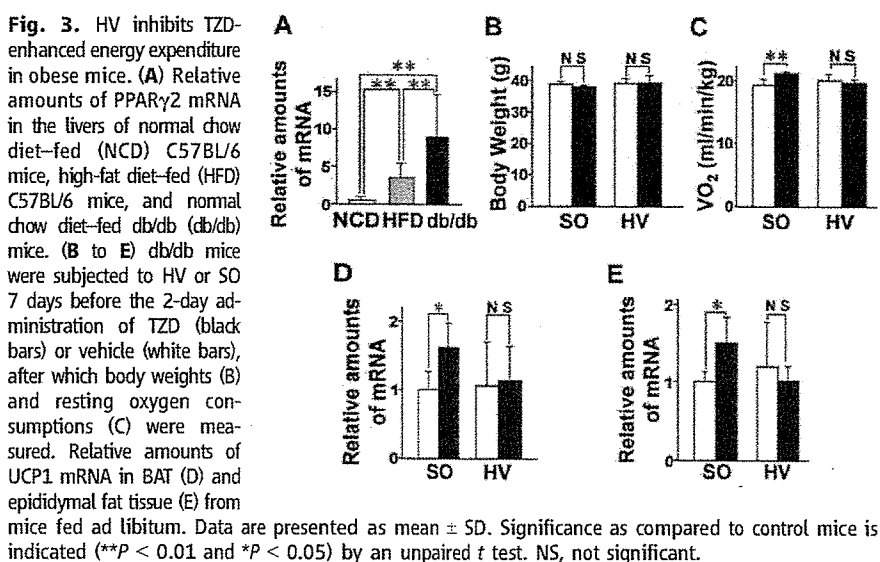 Fig. 3. HV inhibits TZD-
enhanced energy expenditure
in obese mice. (A) Relative
amounts of PPARγ2 mRNA
in the livers of normal chow
diet–fed (NCD) C57BL/6
mice, high-fat diet–fed (HFD)
C57BL/6 mice, and normal
chow diet–fed db/db (db/db)
mice. (B to E) db/db mice
were subjected to HV or SO
7 days before the 2-day ad-
ministration of TZD (black
bars) or vehicle (white bars),
after which body weights (B)
and resting oxygen con-
sumptions (C) were mea-
sured. Relative amounts of
UCP1 mRNA in BAT (D) and
epididymal fat tissue (E) from
mice fed ad libitum. Data are presented as mean ± SD. Significance as compared to control mice is
indicated (**P < 0.01 and *P < 0.05) by an unpaired t test. NS, not significant.
A
Relative amounts
of mRNA
15
10
5
0
**
** **
NCD HFD db/db
B
Body Weight (g)
40
30
20
10
0
NS NS
SO HV
C
VO2 (ml/min/kg)
20
10
0
** NS
SO HV
D
Relative amounts
of mRNA
2
1
0
* NS
SO HV
E
Relative amounts
of mRNA
2
1
0
* NS
SO HV